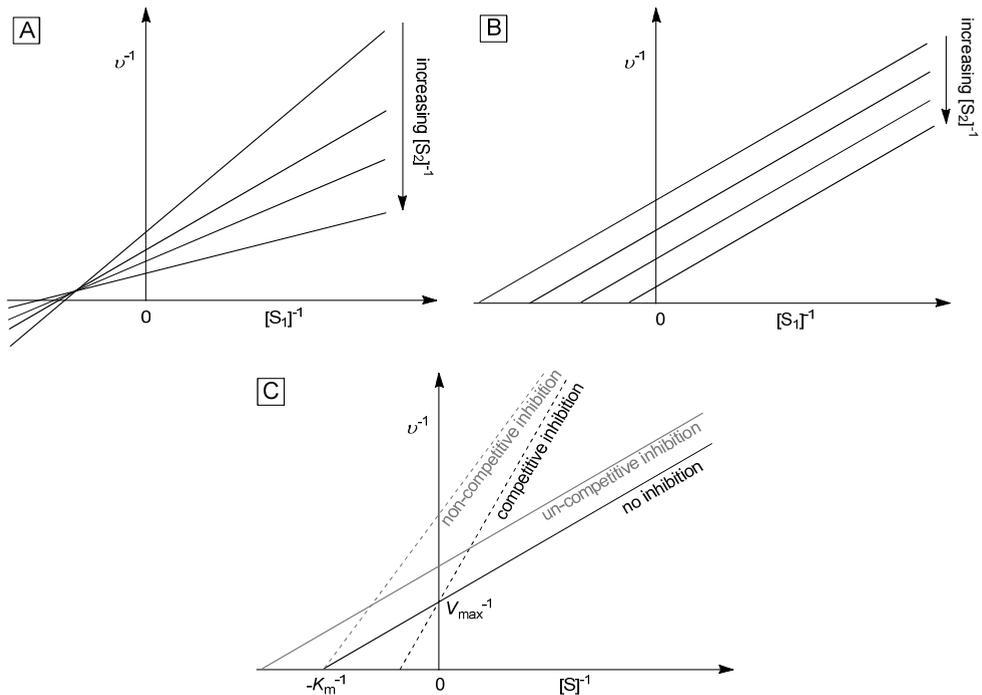 A
υ-1
increasing [S2]-1
0
[S1]-1
B
υ-1
increasing [S2]-1
0
[S1]-1
C
υ-1
non-competitive inhibition
competitive inhibition
un-competitive inhibition
no inhibition
Vmax-1
-Km-1
0
[S]-1